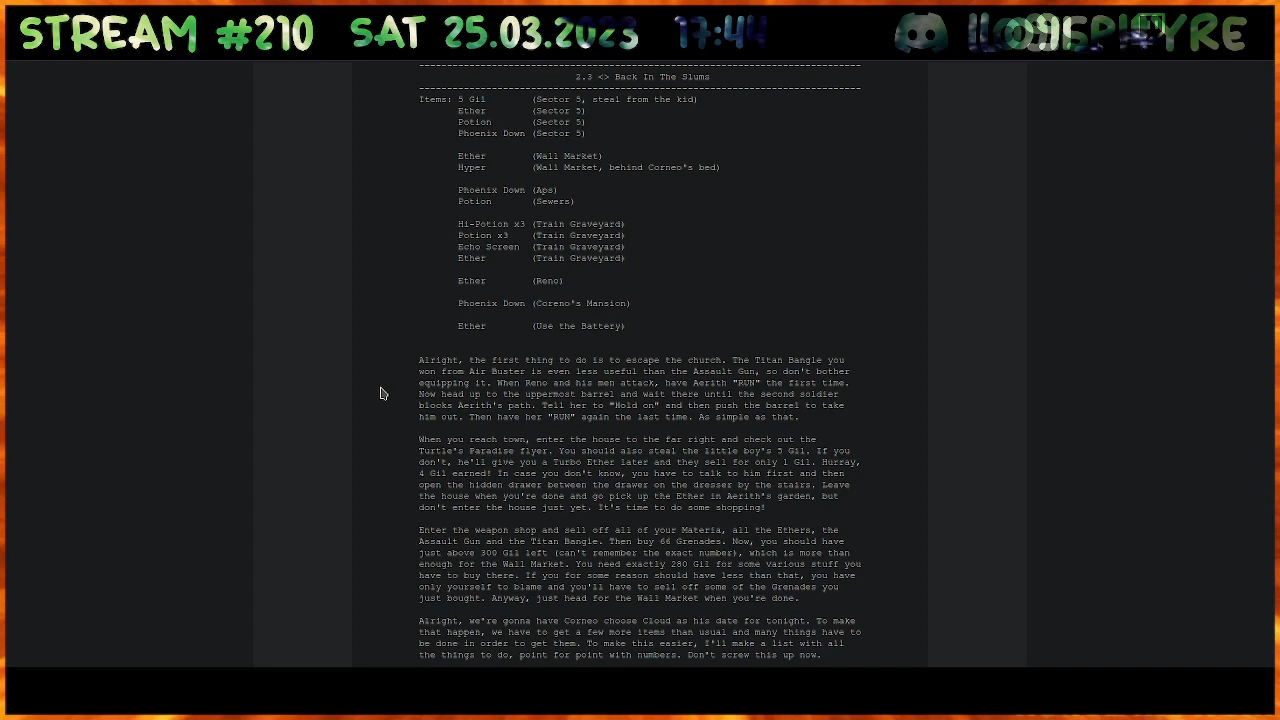 STREAM #210 SAT 25.03.2023 17:44
--------------------------------------------------------------------------------
2.3 <> Back In The Slums
--------------------------------------------------------------------------------
Items: 5 Gil (Sector 5, steal from the kid)
Ether (Sector 5)
Potion (Sector 5)
Phoenix Down (Sector 5)
Ether (Wall Market)
Hyper (Wall Market, behind Corneo's bed)
Phoenix Down (Aps)
Potion (Sewers)
Hi-Potion x3 (Train Graveyard)
Potion x3 (Train Graveyard)
Echo Screen (Train Graveyard)
Ether (Train Graveyard)
Ether (Reno)
Phoenix Down (Coreno's Mansion)
Ether (Use the Battery)
Alright, the first thing to do is to escape the church. The Titan Bangle you
won from Air Buster is even less useful than the Assault Gun, so don't bother
equipping it. When Reno and his men attack, have Aerith "RUN" the first time.
Now head up to the uppermost barrel and wait there until the second soldier
blocks Aerith's path. Tell her to "Hold on" and then push the barrel to take
him out. Then have her "RUN" again the last time. As simple as that.
When you reach town, enter the house to the far right and check out the
Turtle's Paradise flyer. You should also steal the little boy's 5 Gil. If you
don't, he'll give you a Turbo Ether later and they sell for only 1 Gil. Hurray,
4 Gil earned! In case you don't know, you have to talk to him first and then
open the hidden drawer between the drawer on the dresser by the stairs. Leave
the house when you're done and go pick up the Ether in Aerith's garden, but
don't enter the house just yet. It's time to do some shopping!
Enter the weapon shop and sell off all of your Materia, all the Ethers, the
Assault Gun and the Titan Bangle. Then buy 66 Grenades. Now, you should have
just above 300 Gil left (can't remember the exact number), which is more than
enough for the Wall Market. You need exactly 280 Gil for some various stuff you
have to buy there. If you for some reason should have less than that, you have
only yourself to blame and you'll have to sell off some of the Grenades you
just bought. Anyway, just head for the Wall Market when you're done.
Alright, we're gonna have Corneo choose Cloud as his date for tonight. To make
that happen, we have to get a few more items than usual and many things have to
be done in order to get them. To make this easier, I'll make a list with all
the things to do, point for point with numbers. Don't screw this up now.